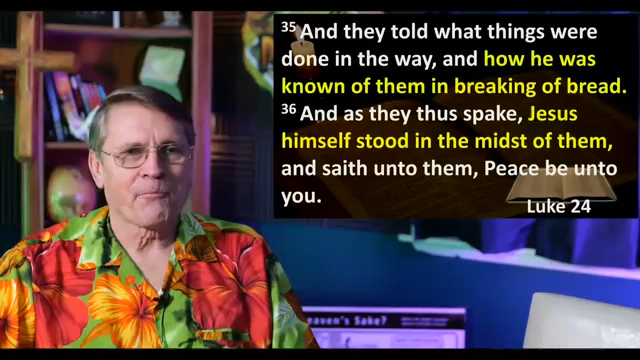 35 And they told what things were
done in the way, and how he was
known of them in breaking of bread.
36 And as they thus spake, Jesus
himself stood in the midst of them,
and saith unto them, Peace be unto
you.
Luke 24
eaven's Sake?